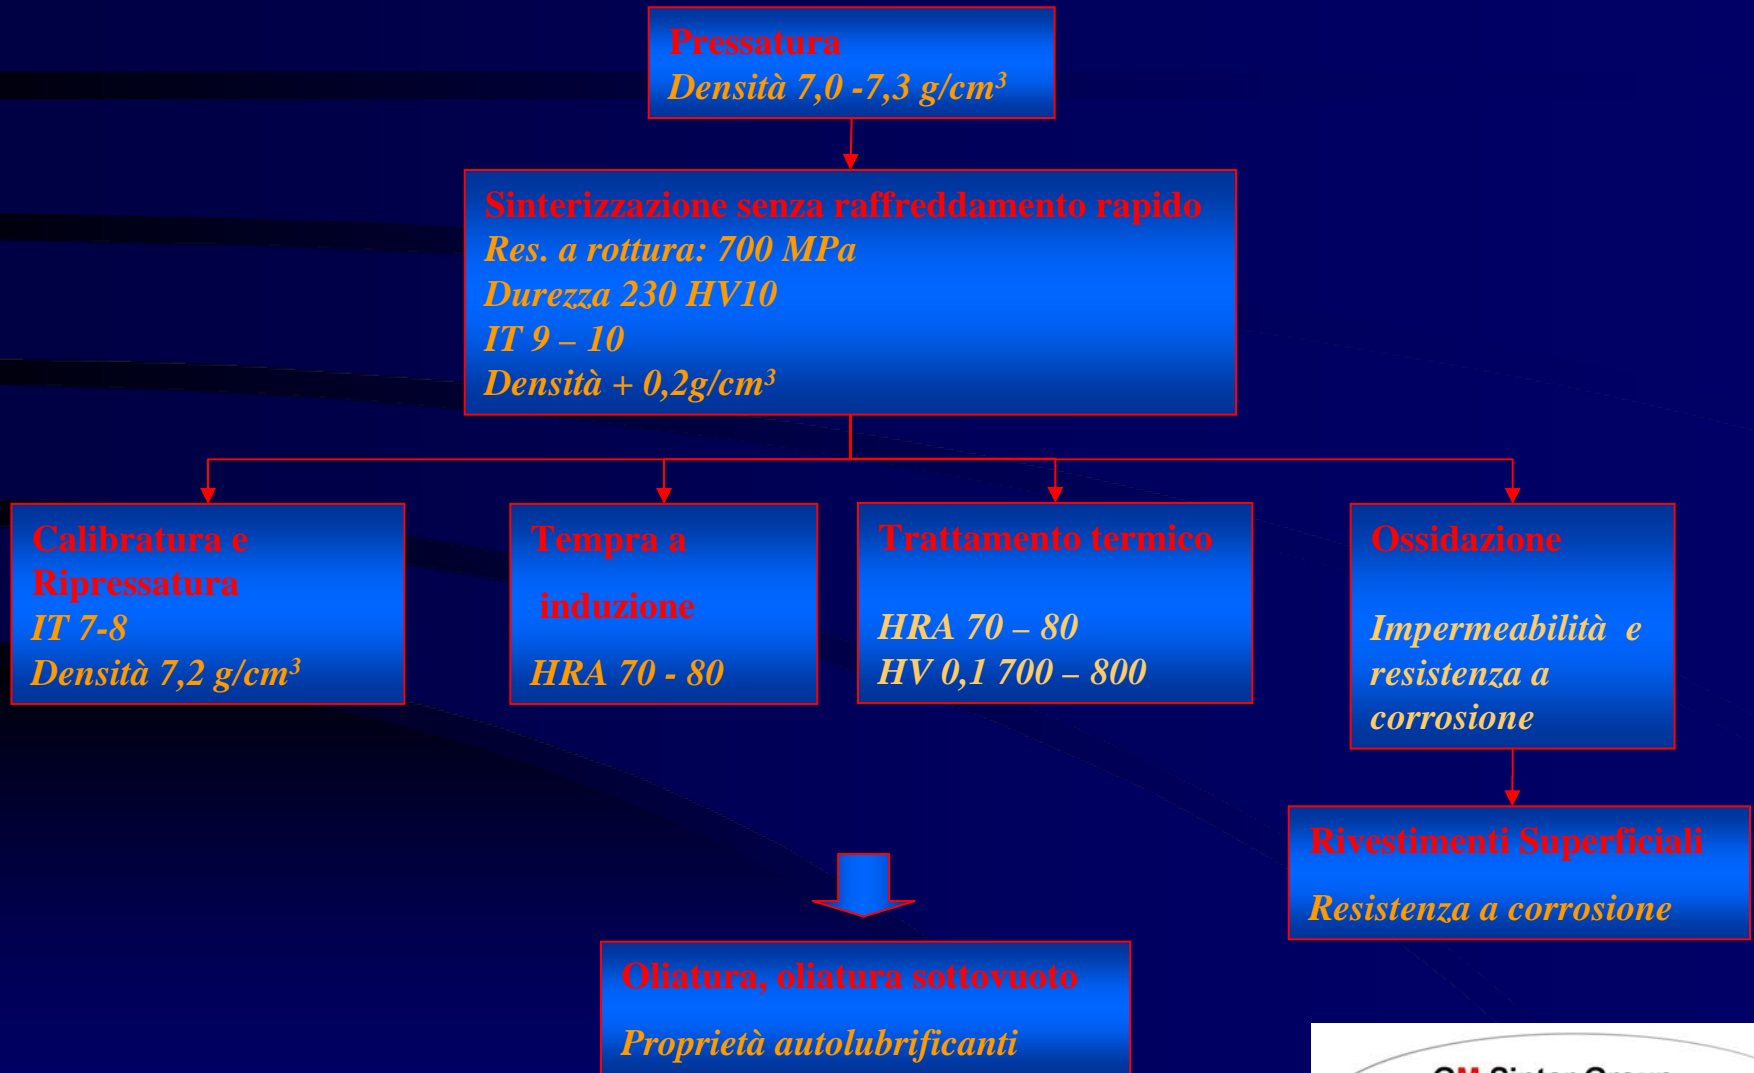 Pressatura
Densità 7,0 -7,3 g/cm³
Sinterizzazione senza raffreddamento rapido
Res. a rottura: 700 MPa
Durezza 230 HV10
IT 9 – 10
Densità + 0,2g/cm³
Calibratura e
Ripressatura
IT 7-8
Densità 7,2 g/cm³
Tempra a
induzione
HRA 70 - 80
Trattamento termico
HRA 70 – 80
HV 0,1 700 – 800
Ossidazione
Impermeabilità e
resistenza a
corrosione
Rivestimenti Superficiali
Resistenza a corrosione
Oliatura, oliatura sottovuoto
Proprietà autolubrificanti